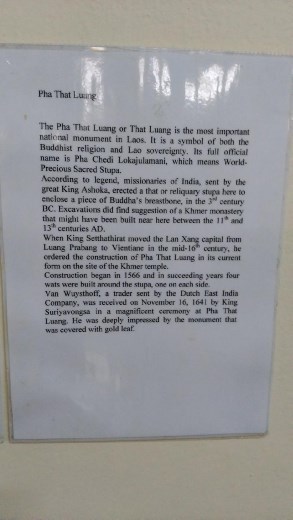 Pha That Luang
The Pha That Luang or That Luang is the most important
national monument in Laos. It is a symbol of both the
Buddhist religion and Lao sovereignty. Its full official
name is Pha Chedi Lokajulamani, which means World-
Precious Sacred Stupa.
According to legend, missionaries of India, sent by the
great King Ashoka, erected a that or reliquary stupa here to
enclose a piece of Buddha's breastbone, in the 3rd century
BC. Excavations did find suggestion of a Khmer monastery
that might have been built near here between the 11th and
13th centuries AD.
When King Setthathirat moved the Lan Xang capital from
Luang Prabang to Vientiane in the mid-16th century, he
ordered the construction of Pha That Luang in its current
form on the site of the Khmer temple.
Construction began in 1566 and in succeeding years four
wats were built around the stupa, one on each side.
Van Wuysthoff, a trader sent by the Dutch East India
Company, was received on November 16, 1641 by King
Suriyavongsa in a magnificent ceremony at Pha That
Luang. He was deeply impressed by the monument that
was covered with gold leaf.